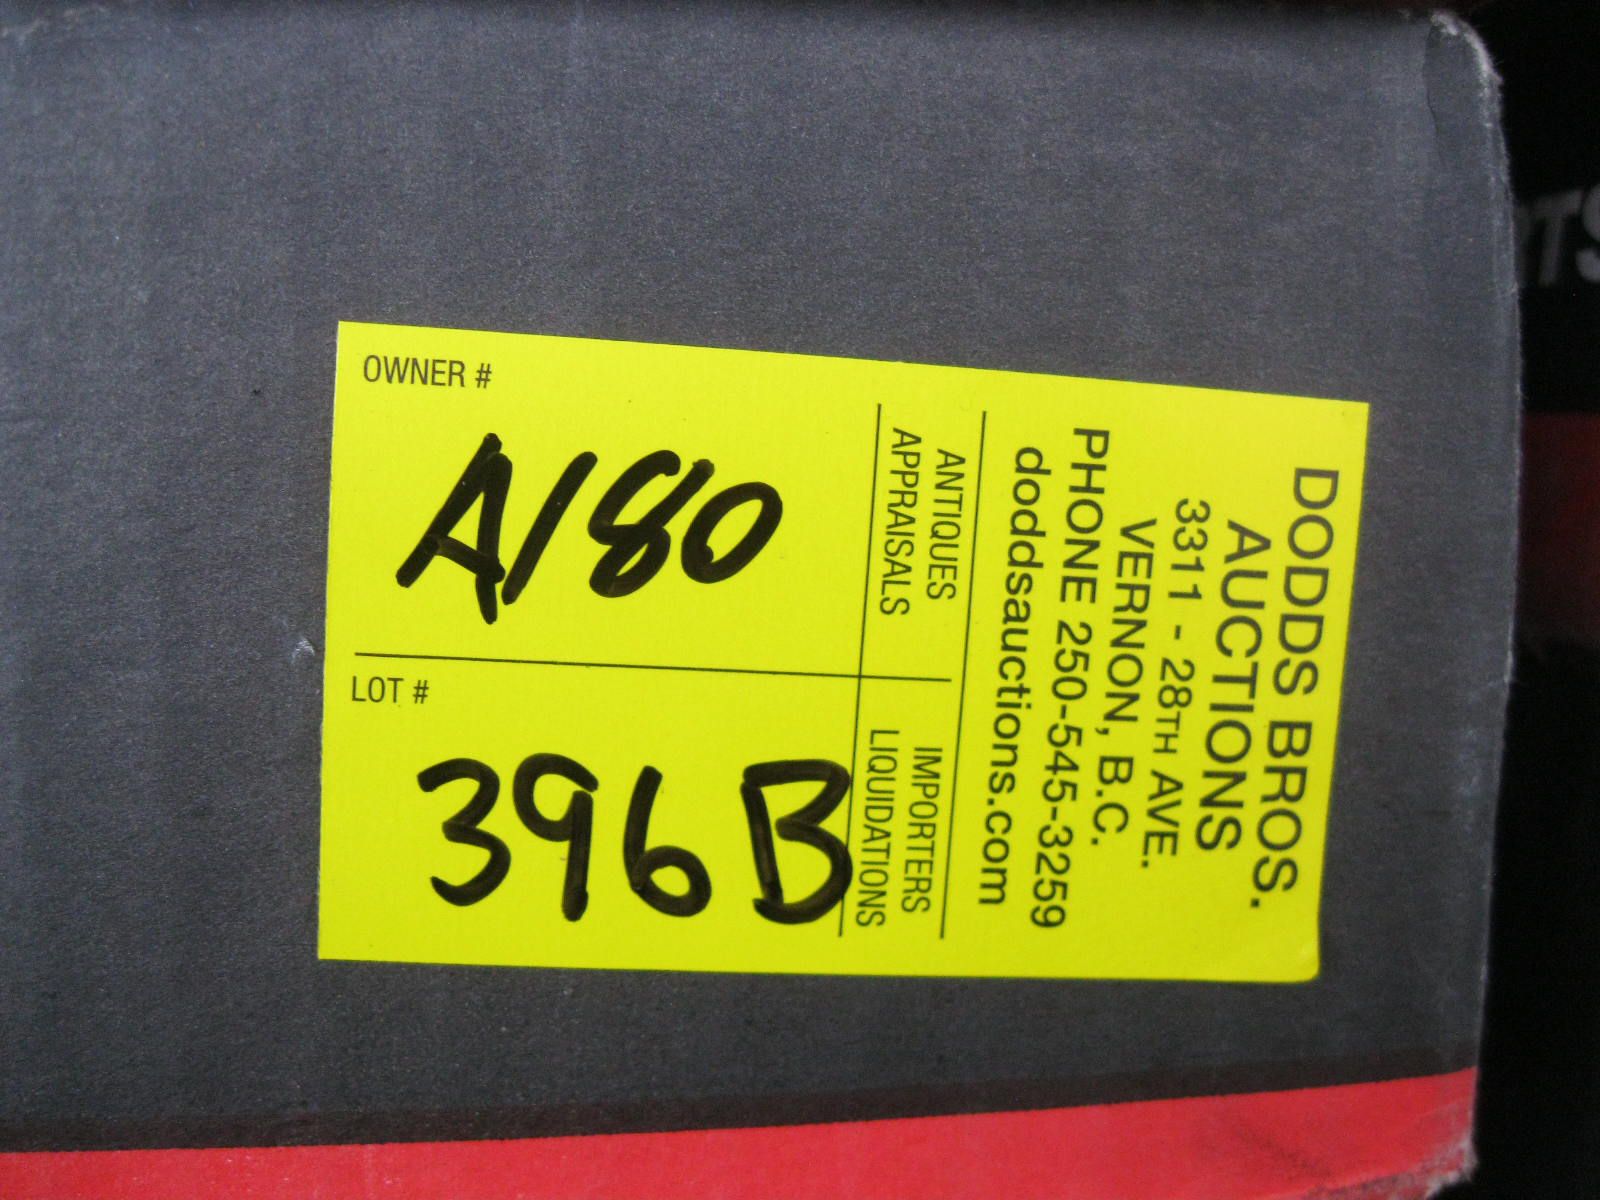 OWNER #
A180
LOT #
396B
DODDS BROS.
AUCTIONS
3311 - 28TH AVE.
VERNON, B.C.
PHONE 250-545-3259
doddsauctions.com
ANTIQUES
APPRAISALS
IMPORTERS
LIQUIDATIONS